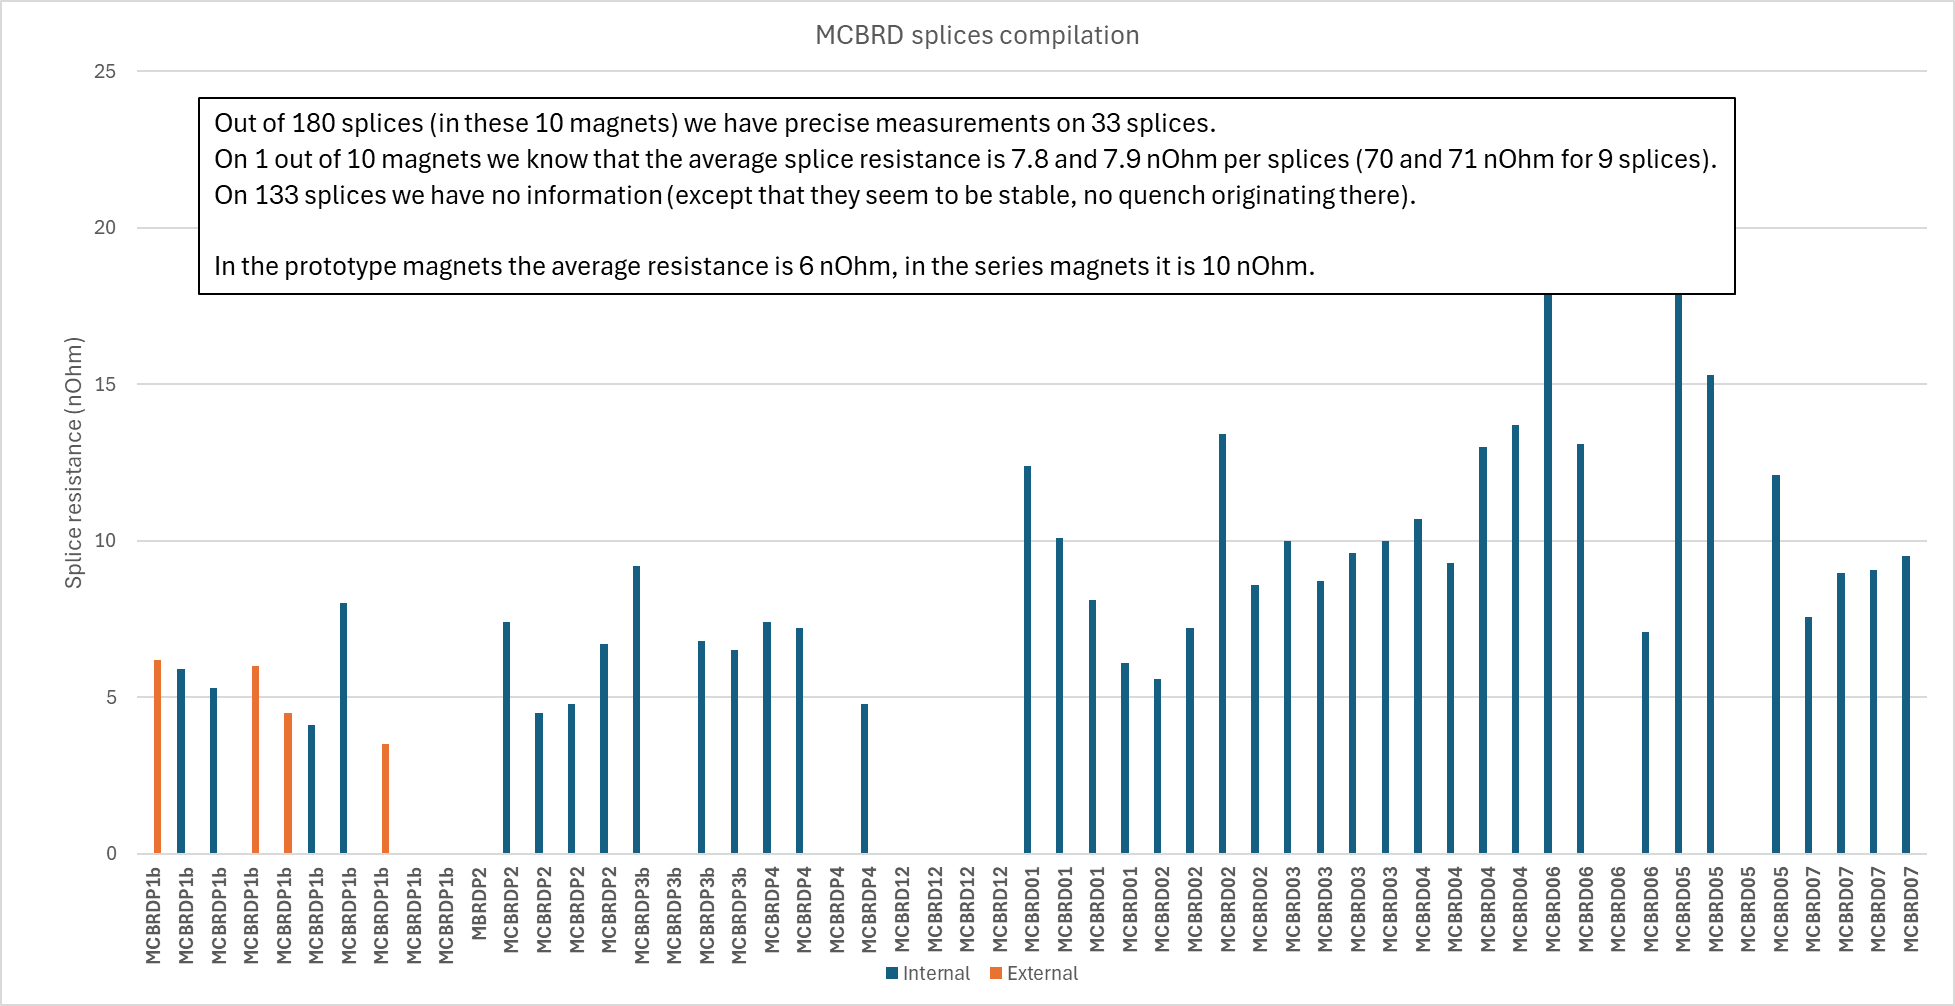 MCBRD splices compilation
25
Out of 180 splices (in these 10 magnets) we have precise measurements on 33 splices.
On 1 out of 10 magnets we know that the average splice resistance is 7.8 and 7.9 nOhm per splices (70 and 71 nOhm for 9 splices).
On 133 splices we have no information (except that they seem to be stable, no quench originating there).
20
In the prototype magnets the average resistance is 6 nOhm, in the series magnets it is 10 nOhm.
Splice resistance (nOhm)
15
10
5
0
MCBRDP1b
MCBRDP1b
MCBRDP1b
MCBRDP1b
MCBRDP1b
MCBRDP1b
MCBRDP1b
MCBRDP1b
MCBRDP1b
MCBRDP1b
MBRDP2
MCBRDP2
MCBRDP2
MCBRDP2
MCBRDP2
MCBRDP3b
MCBRDP3b
MCBRDP3b
MCBRDP3b
MCBRDP4
MCBRDP4
MCBRDP4
MCBRDP4
MCBRD12
MCBRD12
MCBRD12
MCBRD12
MCBRD01
MCBRD01
MCBRD01
MCBRD01
MCBRD02
MCBRD02
MCBRD02
MCBRD02
MCBRD03
MCBRD03
MCBRD03
MCBRD03
MCBRD04
MCBRD04
MCBRD04
MCBRD04
MCBRD06
MCBRD06
MCBRD06
MCBRD06
MCBRD05
MCBRD05
MCBRD05
MCBRD05
MCBRD07
MCBRD07
MCBRD07
MCBRD07
Internal
External